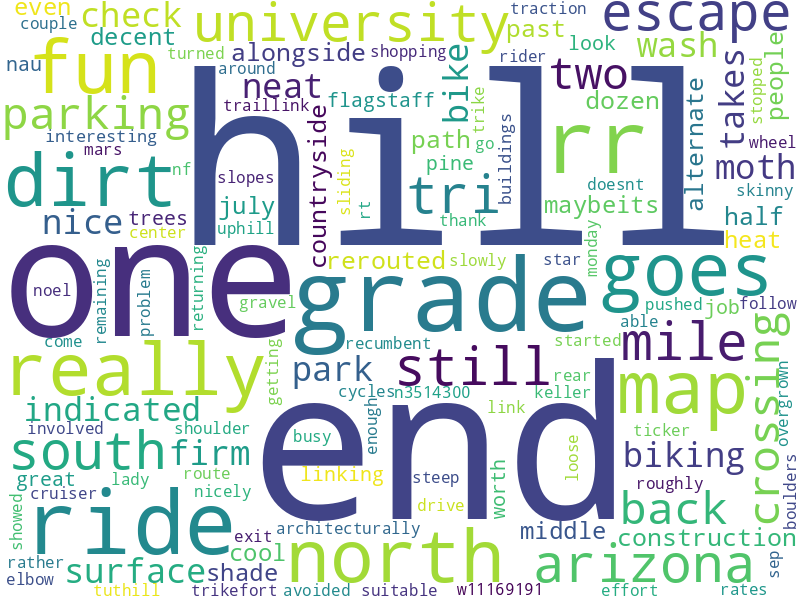 even
couple
check
decent
nau
fun
turned
parking
interesting
mars
university
alongside
shopping
around
neat
traillink
flagstaff
traction
past
rider
bike
trike
escape
look
wash
two
dozen
takes
people
stopped
wheel
skinny
hill
rrl
path
go
pine
buildings
tri
doesnt
maybeits
alternate
moth
half
heat
dirt
nf
slopes
july
uphill
countryside
sliding
rt
thank
nice
trees
center
one
noel
remaining
problem
returning
gravel
rerouted
slowly
star
monday
goes
grade
pushed
job
follow
able
come
really
getting
recumbent
started
mile
crossing
overgrown
park
still
rear
cycles
n3514300
keller
map
indicated
involved
shoulder
enough
link
loose
ticker
south
firm
busy
biking
boulders
great
lady
route
linking
steep
worth
roughly
cruiser
nicely
end
drive
back
showed
ride
exit
architecturally
middle
construction
rather
surface
cool
north
arizona
sep
elbow
shade
tuthill
trikefort
avoided
suitable
w11169191
effort
rates